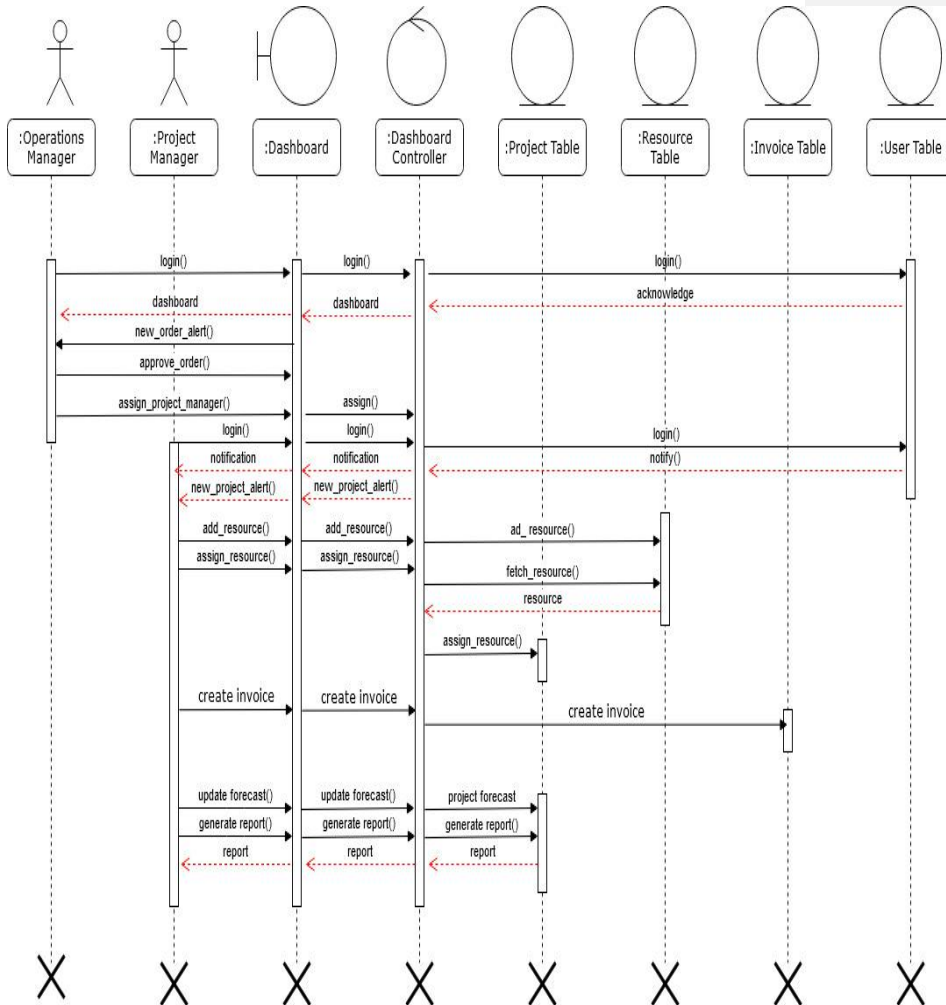 :Operations
Manager
:Project
Manager
:Dashboard
:Dashboard
Controller
:Project Table
:Resource
Table
:Invoice Table
:User Table
login()
login()
login()
dashboard
dashboard
acknowledge
new_order_alert()
approve_order()
assign_project_manager()
assign()
login()
login()
login()
notification
notification
notify()
new_project_alert()
new_project_alert()
add_resource()
add_resource()
ad_ resource()
assign_resource()
assign_resource()
fetch_resource()
resource
assign_resource()
create invoice
create invoice
create invoice
update forecast()
update forecast()
project forecast
generate report()
generate report()
generate report()
report
report
report